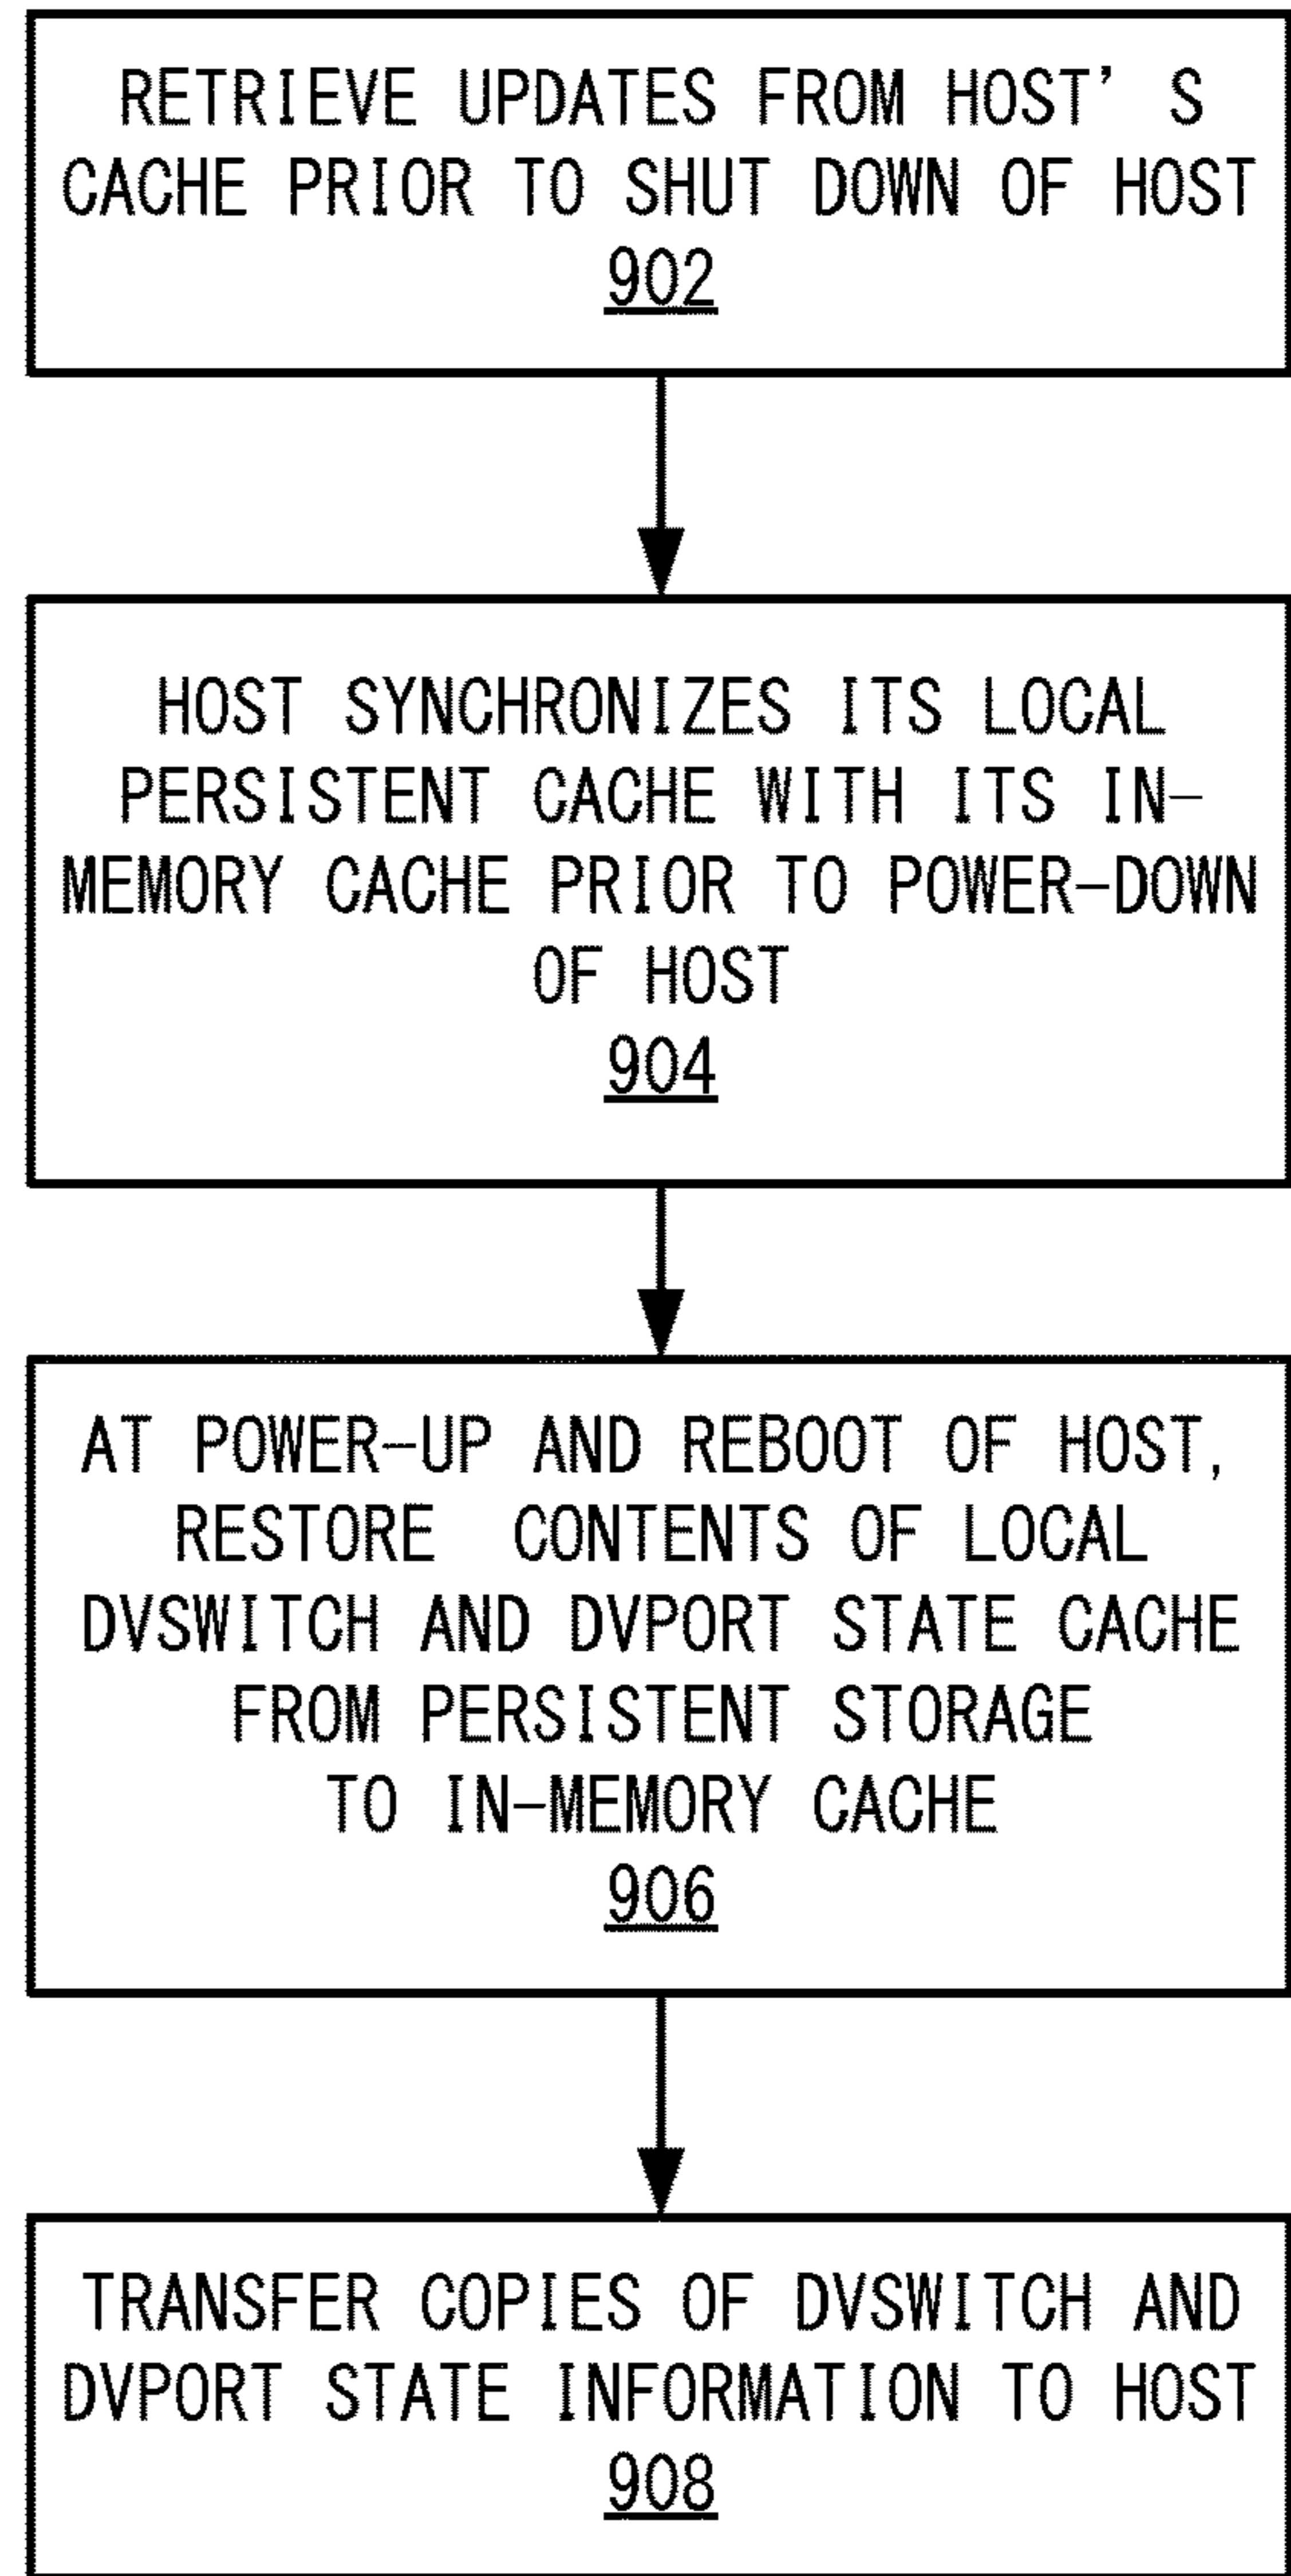 RETRIEVE UPDATES FROM HOST'S
CACHE PRIOR TO SHUT DOWN OF HOST
902
HOST SYNCHRONIZES ITS LOCAL
PERSISTENT CACHE WITH ITS IN-
MEMORY CACHE PRIOR TO POWER-DOWN
OF HOST
904
AT POWER-UP AND REBOOT OF HOST,
RESTORE CONTENTS OF LOCAL
DVSWITCH AND DVPORT STATE CACHE
FROM PERSISTENT STORAGE
TO IN-MEMORY CACHE
906
TRANSFER COPIES OF DVSWITCH AND
DVPORT STATE INFORMATION TO HOST
908